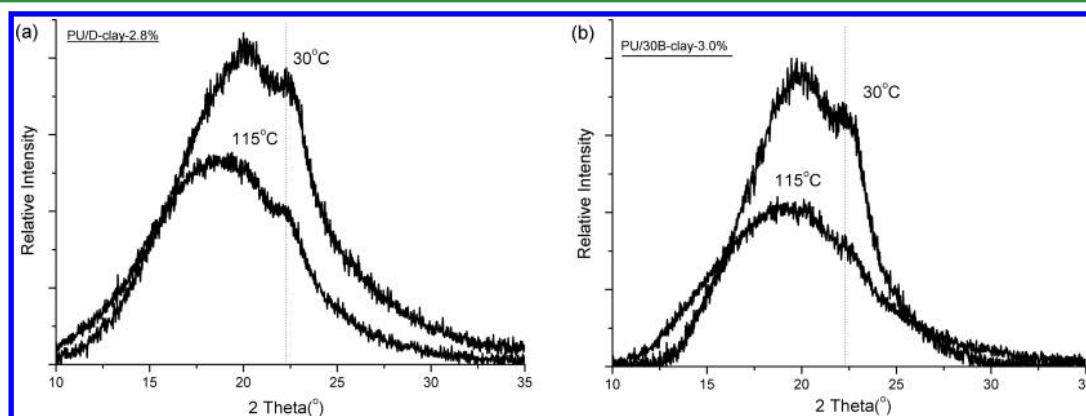 (a)
PU/D-clay-2.8%
30°C
115°C
Relative Intensity
10 15 20 25 30 35
2 Theta(°)
(b)
PU/30B-clay-3.0%
30°C
115°C
Relative Intensity
10 15 20 25 30 35
2 Theta(°)